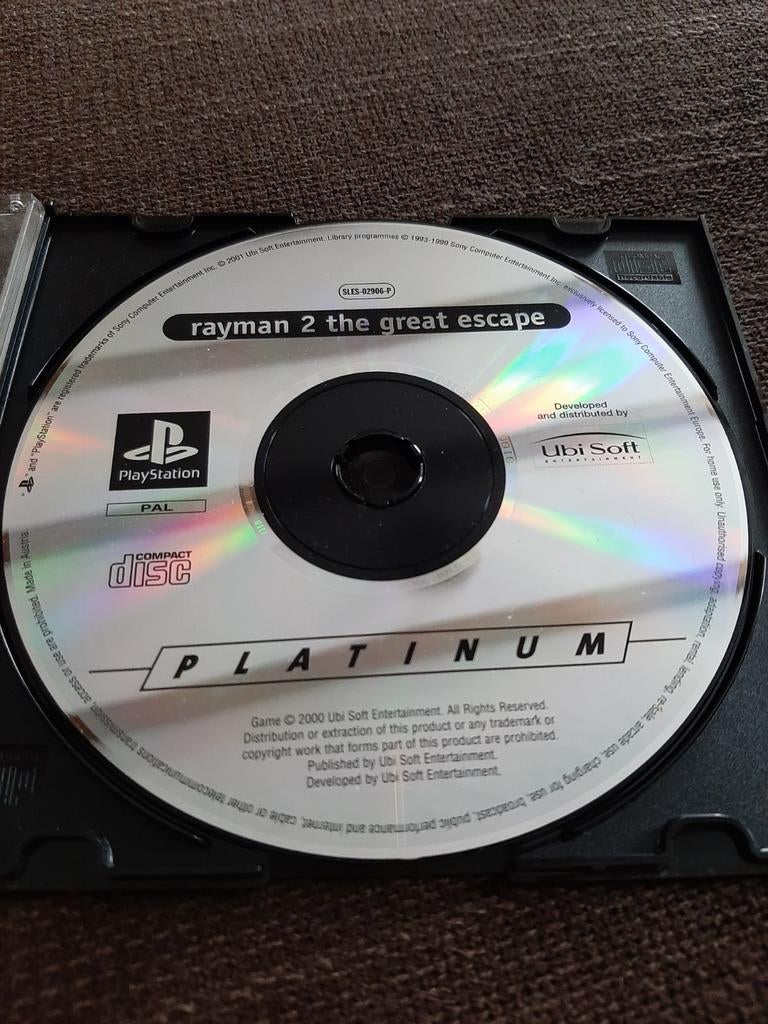 SLES-02906-P
rayman 2 the great escape
Developed
and distributed by
Ubi Soft
ENTERTAINMENT
PlayStation
PAL
COMPACT
disc
PLATINUM
Game © 2000 Ubi Soft Entertainment. All Rights Reserved.
Distribution or extraction of this product or any trademark or
copyright work that forms part of this product are prohibited.
Published by Ubi Soft Entertainment.
Developed by Ubi Soft Entertainment.
" and "PlayStation" are registered trademarks of Sony Computer Entertainment Inc. © 2001 Ubi Soft Entertainment. Library programmes © 1993-1999 Sony Computer Entertainment Inc. exclusively licensed to Sony Computer Entertainment Europe. For home use only. Unauthorised copying, adaptation, rental, lending, re-sale, arcade use, charging for use, broadcast, public performance and internet, cable or other telecommunications transmission, access or use are prohibited. Made in Austria.
Recordable